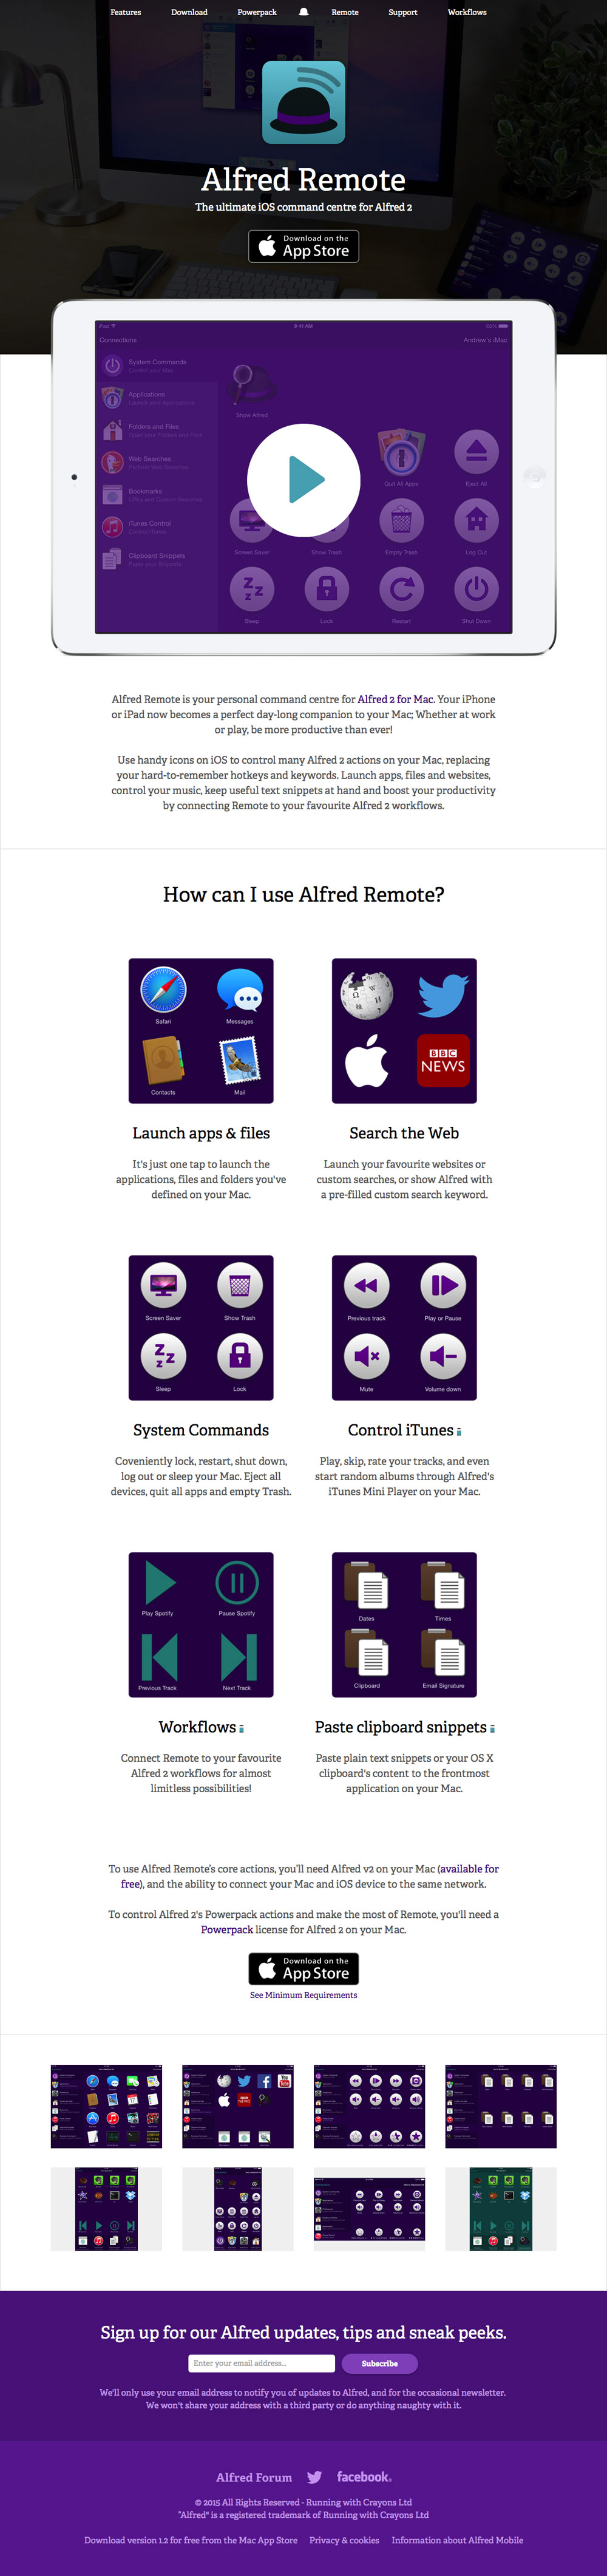 Features Download Powerpack Remote Support Workflows
Alfred Remote
The ultimate iOS command centre for Alfred 2
Download on the
App Store
iPad 9:41 AM 100%
Connections Andrew's iMac
System Commands
Control your Mac
Applications
Launch your Applications
Folders and Files
Open your Folders and Files
Web Searches
Perform Web Searches
Bookmarks
URLs and Custom Searches
iTunes Control
Control iTunes
Clipboard Snippets
Paste your Snippets
Show Alfred
Quit All Apps Eject All
Screen Saver Show Trash Empty Trash Log Out
Sleep Lock Restart Shut Down
Alfred Remote is your personal command centre for Alfred 2 for Mac. Your iPhone
or iPad now becomes a perfect day-long companion to your Mac; Whether at work
or play, be more productive than ever!
Use handy icons on iOS to control many Alfred 2 actions on your Mac, replacing
your hard-to-remember hotkeys and keywords. Launch apps, files and websites,
control your music, keep useful text snippets at hand and boost your productivity
by connecting Remote to your favourite Alfred 2 workflows.
How can I use Alfred Remote?
Safari Messages
Contacts Mail
BBC
NEWS
Launch apps & files
It's just one tap to launch the
applications, files and folders you've
defined on your Mac.
Search the Web
Launch your favourite websites or
custom searches, or show Alfred with
a pre-filled custom search keyword.
Screen Saver Show Trash
Sleep Lock
Previous track Play or Pause
Mute Volume down
System Commands
Coveniently lock, restart, shut down,
log out or sleep your Mac. Eject all
devices, quit all apps and empty Trash.
Control iTunes
Play, skip, rate your tracks, and even
start random albums through Alfred's
iTunes Mini Player on your Mac.
Play Spotify Pause Spotify
Previous Track Next Track
Dates Times
Clipboard Email Signature
Workflows
Connect Remote to your favourite
Alfred 2 workflows for almost
limitless possibilities!
Paste clipboard snippets
Paste plain text snippets or your OS X
clipboard's content to the frontmost
application on your Mac.
To use Alfred Remote's core actions, you'll need Alfred v2 on your Mac (available for
free), and the ability to connect your Mac and iOS device to the same network.
To control Alfred 2's Powerpack actions and make the most of Remote, you'll need a
Powerpack license for Alfred 2 on your Mac.
Download on the
App Store
See Minimum Requirements
Sign up for our Alfred updates, tips and sneak peeks.
Enter your email address... Subscribe
We'll only use your email address to notify you of updates to Alfred, and for the occasional newsletter.
We won't share your address with a third party or do anything naughty with it.
Alfred Forum facebook.
© 2015 All Rights Reserved - Running with Crayons Ltd
"Alfred" is a registered trademark of Running with Crayons Ltd
Download version 1.2 for free from the Mac App Store Privacy & cookies Information about Alfred Mobile